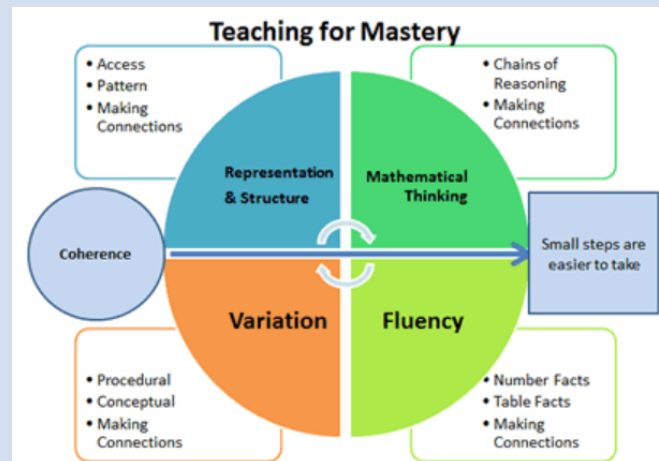 Teaching for Mastery
• Access
• Pattern
• Making
Connections
• Chains of
Reasoning
• Making
Connections
Representation
& Structure
Mathematical
Thinking
Coherence
Small steps are
easier to take
Variation
Fluency
• Procedural
• Conceptual
• Making
Connections
• Number Facts
• Table Facts
• Making
Connections